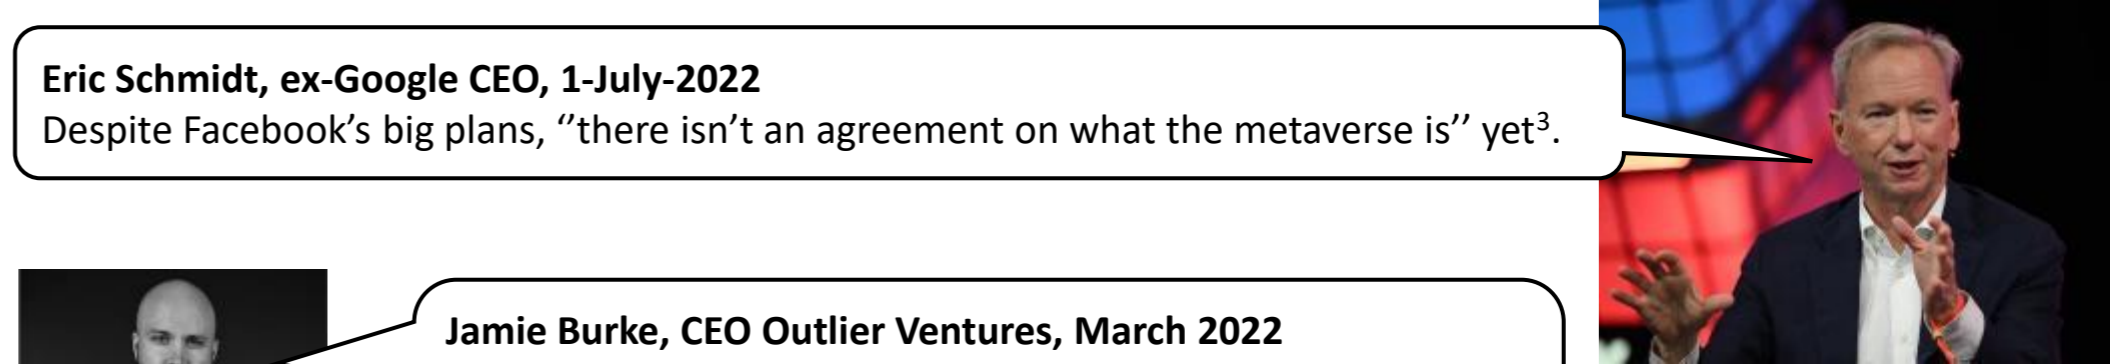 Eric Schmidt, ex-Google CEO, 1-July-2022
Despite Facebook’s big plans, ‘’there isn’t an agreement on what the metaverse is’’ yet³.
Jamie Burke, CEO Outlier Ventures, March 2022